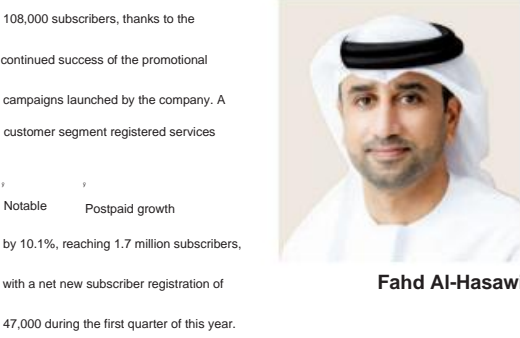 108,000 subscribers, thanks to the
continued success of the promotional
campaigns launched by the company. A
customer segment registered services
, ,
Notable Postpaid growth
by 10.1%, reaching 1.7 million subscribers,
with a net new subscriber registration of
47,000 during the first quarter of this year.
Fahd Al-Hasawi